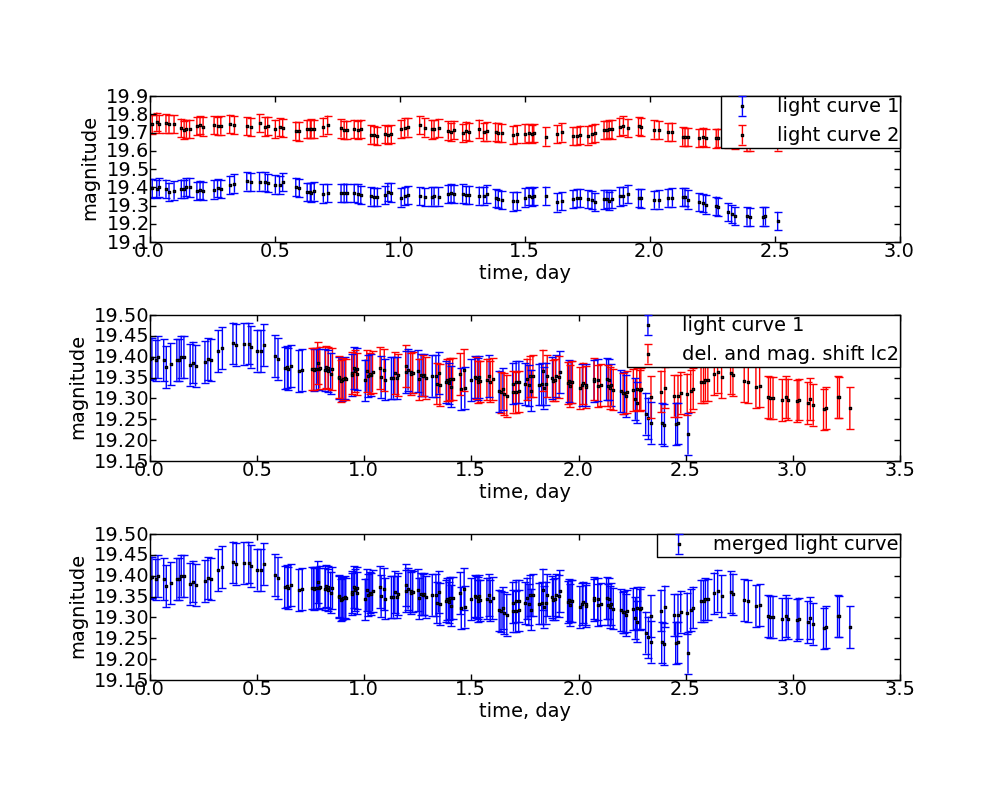 19.9
19.8
19.7
19.6
19.5
19.4
19.3
19.2
19.1
magnitude
light curve 1
light curve 2
0.0 0.5 1.0 1.5 2.0 2.5 3.0
time, day
19.50
19.45
19.40
19.35
19.30
19.25
19.20
19.15
magnitude
light curve 1
del. and mag. shift lc2
0.0 0.5 1.0 1.5 2.0 2.5 3.0 3.5
time, day
19.50
19.45
19.40
19.35
19.30
19.25
19.20
19.15
magnitude
merged light curve
0.0 0.5 1.0 1.5 2.0 2.5 3.0 3.5
time, day